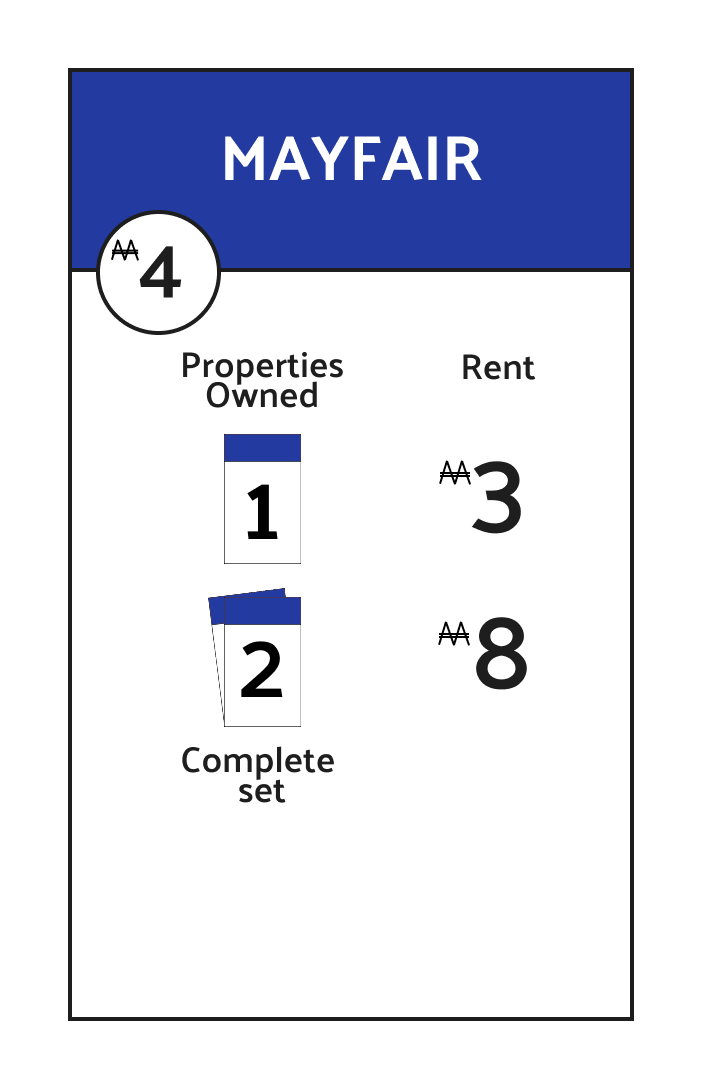 MAYFAIR
₩4
Properties
Owned
Rent
1
₩3
2
₩8
Complete
set